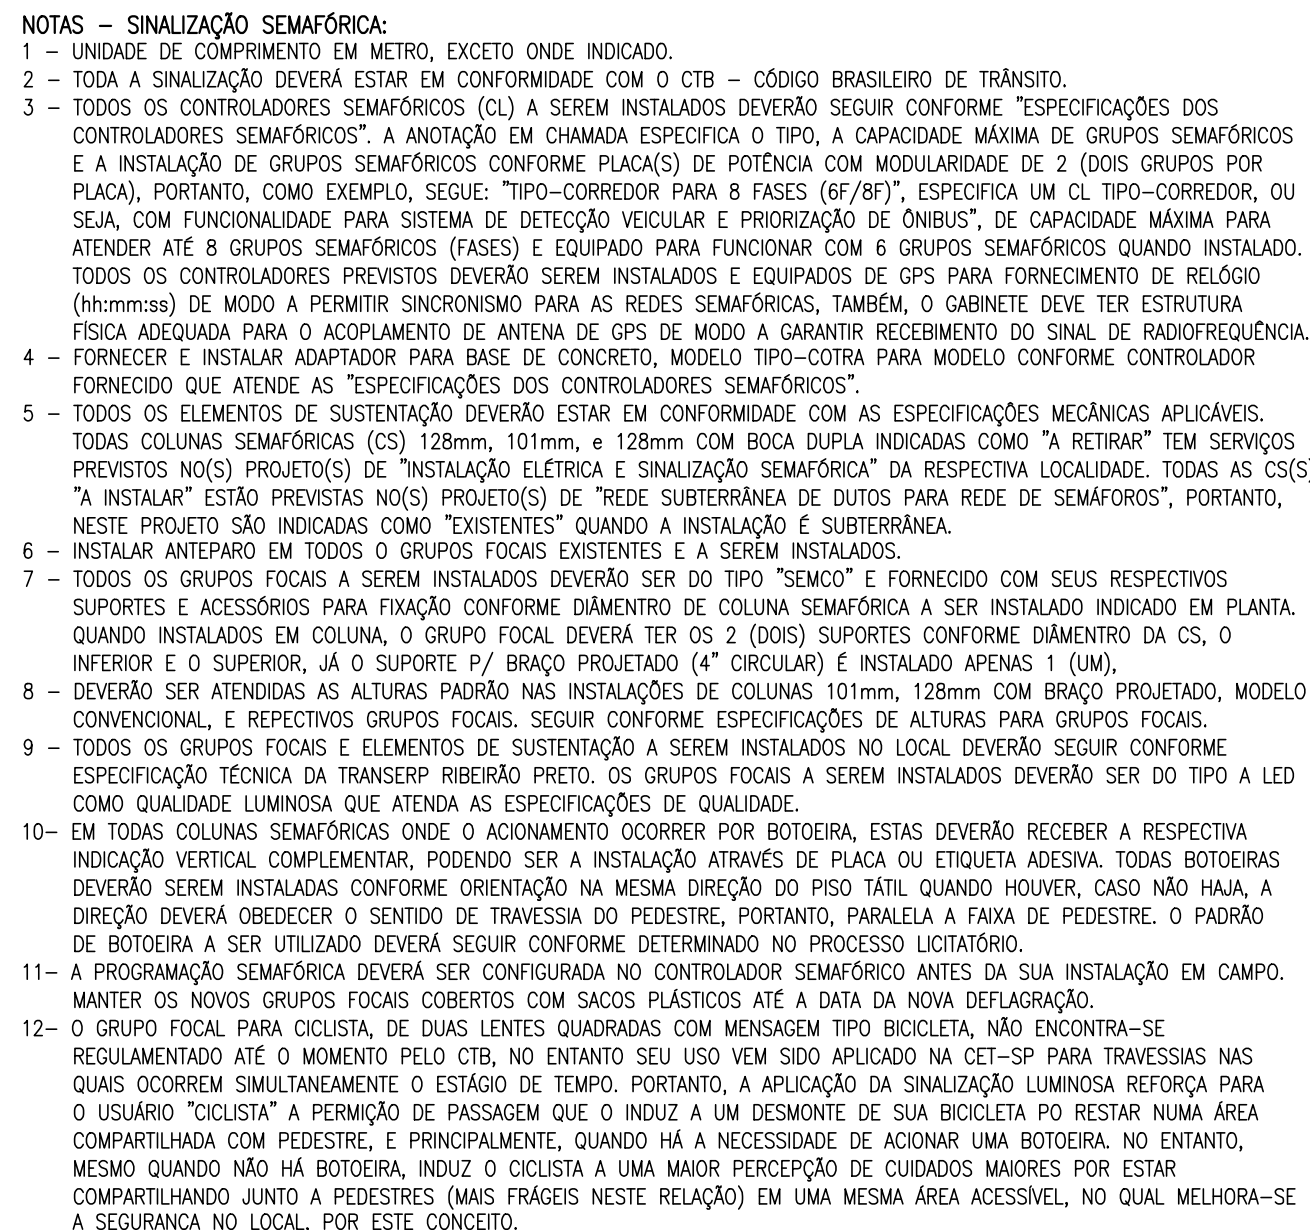 NOTAS – SINALIZAÇÃO SEMAFÓRICA:
1 – UNIDADE DE COMPRIMENTO EM METRO, EXCETO ONDE INDICADO.
2 – TODA A SINALIZAÇÃO DEVERÁ ESTAR EM CONFORMIDADE COM O CTB – CÓDIGO BRASILEIRO DE TRÂNSITO.
3 – TODOS OS CONTROLADORES SEMAFÓRICOS (CL) A SEREM INSTALADOS DEVERÃO SEGUIR CONFORME "ESPECIFICAÇÕES DOS
CONTROLADORES SEMAFÓRICOS". A ANOTAÇÃO EM CHAMADA ESPECIFICA O TIPO, A CAPACIDADE MÁXIMA DE GRUPOS SEMAFÓRICOS
E A INSTALAÇÃO DE GRUPOS SEMAFÓRICOS CONFORME PLACA(S) DE POTÊNCIA COM MODULARIDADE DE 2 (DOIS GRUPOS POR
PLACA), PORTANTO, COMO EXEMPLO, SEGUE: "TIPO–CORREDOR PARA 8 FASES (6F/8F)", ESPECIFICA UM CL TIPO–CORREDOR, OU
SEJA, COM FUNCIONALIDADE PARA SISTEMA DE DETECÇÃO VEICULAR E PRIORIZAÇÃO DE ÔNIBUS", DE CAPACIDADE MÁXIMA PARA
ATENDER ATÉ 8 GRUPOS SEMAFÓRICOS (FASES) E EQUIPADO PARA FUNCIONAR COM 6 GRUPOS SEMAFÓRICOS QUANDO INSTALADO.
TODOS OS CONTROLADORES PREVISTOS DEVERÃO SEREM INSTALADOS E EQUIPADOS DE GPS PARA FORNECIMENTO DE RELÓGIO
(hh:mm:ss) DE MODO A PERMITIR SINCRONISMO PARA AS REDES SEMAFÓRICAS, TAMBÉM, O GABINETE DEVE TER ESTRUTURA
FÍSICA ADEQUADA PARA O ACOPLAMENTO DE ANTENA DE GPS DE MODO A GARANTIR RECEBIMENTO DO SINAL DE RADIOFREQUÊNCIA.
4 – FORNECER E INSTALAR ADAPTADOR PARA BASE DE CONCRETO, MODELO TIPO–COTRA PARA MODELO CONFORME CONTROLADOR
FORNECIDO QUE ATENDE AS "ESPECIFICAÇÕES DOS CONTROLADORES SEMAFÓRICOS".
5 – TODOS OS ELEMENTOS DE SUSTENTAÇÃO DEVERÃO ESTAR EM CONFORMIDADE COM AS ESPECIFICAÇÔES MECÂNICAS APLICÁVEIS.
TODAS COLUNAS SEMAFÓRICAS (CS) 128mm, 101mm, e 128mm COM BOCA DUPLA INDICADAS COMO "A RETIRAR" TEM SERVIÇOS
PREVISTOS NO(S) PROJETO(S) DE "INSTALAÇÃO ELÉTRICA E SINALIZAÇÃO SEMAFÓRICA" DA RESPECTIVA LOCALIDADE. TODAS AS CS(S)
"A INSTALAR" ESTÃO PREVISTAS NO(S) PROJETO(S) DE "REDE SUBTERRÂNEA DE DUTOS PARA REDE DE SEMÁFOROS", PORTANTO,
NESTE PROJETO SÃO INDICADAS COMO "EXISTENTES" QUANDO A INSTALAÇÃO É SUBTERRÂNEA.
6 – INSTALAR ANTEPARO EM TODOS O GRUPOS FOCAIS EXISTENTES E A SEREM INSTALADOS.
7 – TODOS OS GRUPOS FOCAIS A SEREM INSTALADOS DEVERÃO SER DO TIPO "SEMCO" E FORNECIDO COM SEUS RESPECTIVOS
SUPORTES E ACESSÓRIOS PARA FIXAÇÃO CONFORME DIÂMENTRO DE COLUNA SEMAFÓRICA A SER INSTALADO INDICADO EM PLANTA.
QUANDO INSTALADOS EM COLUNA, O GRUPO FOCAL DEVERÁ TER OS 2 (DOIS) SUPORTES CONFORME DIÂMENTRO DA CS, O
INFERIOR E O SUPERIOR, JÁ O SUPORTE P/ BRAÇO PROJETADO (4" CIRCULAR) É INSTALADO APENAS 1 (UM),
8 – DEVERÃO SER ATENDIDAS AS ALTURAS PADRÃO NAS INSTALAÇÕES DE COLUNAS 101mm, 128mm COM BRAÇO PROJETADO, MODELO
CONVENCIONAL, E REPECTIVOS GRUPOS FOCAIS. SEGUIR CONFORME ESPECIFICAÇÕES DE ALTURAS PARA GRUPOS FOCAIS.
9 – TODOS OS GRUPOS FOCAIS E ELEMENTOS DE SUSTENTAÇÃO A SEREM INSTALADOS NO LOCAL DEVERÃO SEGUIR CONFORME
ESPECIFICAÇÃO TÉCNICA DA TRANSERP RIBEIRÃO PRETO. OS GRUPOS FOCAIS A SEREM INSTALADOS DEVERÃO SER DO TIPO A LED
COMO QUALIDADE LUMINOSA QUE ATENDA AS ESPECIFICAÇÕES DE QUALIDADE.
10– EM TODAS COLUNAS SEMAFÓRICAS ONDE O ACIONAMENTO OCORRER POR BOTOEIRA, ESTAS DEVERÃO RECEBER A RESPECTIVA
INDICAÇÃO VERTICAL COMPLEMENTAR, PODENDO SER A INSTALAÇÃO ATRAVÉS DE PLACA OU ETIQUETA ADESIVA. TODAS BOTOEIRAS
DEVERÃO SEREM INSTALADAS CONFORME ORIENTAÇÃO NA MESMA DIREÇÃO DO PISO TÁTIL QUANDO HOUVER, CASO NÃO HAJA, A
DIREÇÃO DEVERÁ OBEDECER O SENTIDO DE TRAVESSIA DO PEDESTRE, PORTANTO, PARALELA A FAIXA DE PEDESTRE. O PADRÃO
DE BOTOEIRA A SER UTILIZADO DEVERÁ SEGUIR CONFORME DETERMINADO NO PROCESSO LICITATÓRIO.
11– A PROGRAMAÇÃO SEMAFÓRICA DEVERÁ SER CONFIGURADA NO CONTROLADOR SEMAFÓRICO ANTES DA SUA INSTALAÇÃO EM CAMPO.
MANTER OS NOVOS GRUPOS FOCAIS COBERTOS COM SACOS PLÁSTICOS ATÉ A DATA DA NOVA DEFLAGRAÇÃO.
12– O GRUPO FOCAL PARA CICLISTA, DE DUAS LENTES QUADRADAS COM MENSAGEM TIPO BICICLETA, NÃO ENCONTRA–SE
REGULAMENTADO ATÉ O MOMENTO PELO CTB, NO ENTANTO SEU USO VEM SIDO APLICADO NA CET–SP PARA TRAVESSIAS NAS
QUAIS OCORREM SIMULTANEAMENTE O ESTÁGIO DE TEMPO. PORTANTO, A APLICAÇÃO DA SINALIZAÇÃO LUMINOSA REFORÇA PARA
O USUÁRIO "CICLISTA" A PERMIÇÃO DE PASSAGEM QUE O INDUZ A UM DESMONTE DE SUA BICICLETA PO RESTAR NUMA ÁREA
COMPARTILHADA COM PEDESTRE, E PRINCIPALMENTE, QUANDO HÁ A NECESSIDADE DE ACIONAR UMA BOTOEIRA. NO ENTANTO,
MESMO QUANDO NÃO HÁ BOTOEIRA, INDUZ O CICLISTA A UMA MAIOR PERCEPÇÃO DE CUIDADOS MAIORES POR ESTAR
COMPARTILHANDO JUNTO A PEDESTRES (MAIS FRÁGEIS NESTE RELAÇÃO) EM UMA MESMA ÁREA ACESSÍVEL, NO QUAL MELHORA–SE
A SEGURANCA NO LOCAL, POR ESTE CONCEITO.